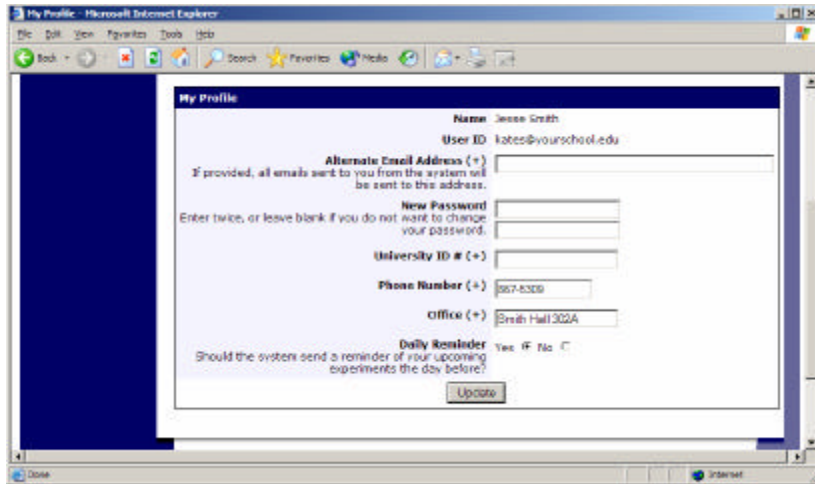 My Profile - Microsoft Internet Explorer
File Edit View Favorites Tools Help
Back Search Favorites Media
My Profile
Name Jesse Smith
User ID kates@yourschool.edu
Alternate Email Address (+)
If provided, all emails sent to you from the system will
be sent to this address.
New Password
Enter twice, or leave blank if you do not want to change
your password.
University ID # (+)
Phone Number (+) 867-5309
Office (+) Smith Hall 302A
Daily Reminder Yes No
Should the system send a reminder of your upcoming
experiments the day before?
Update
Done Internet